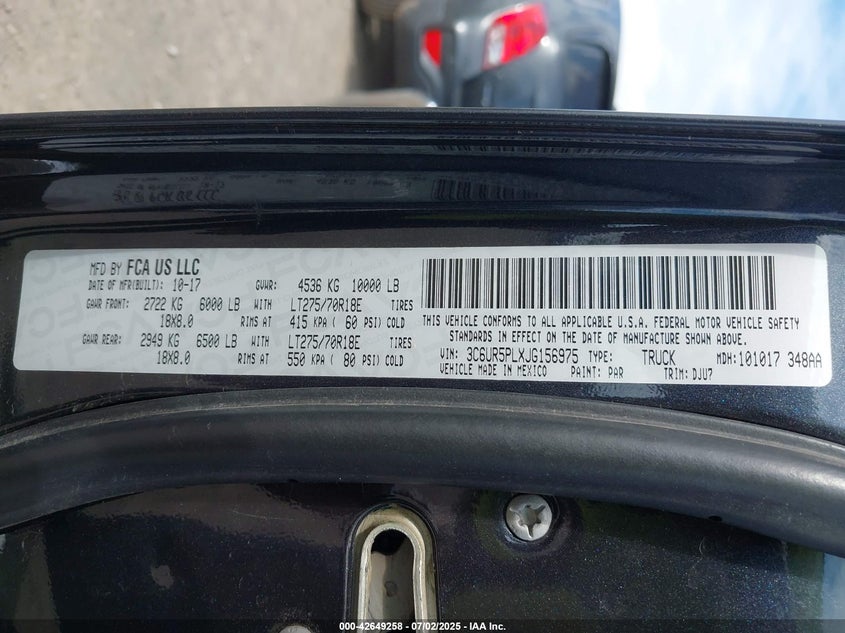 MFD BY FCA US LLC
DATE OF MFR(BUILT): 10-17 GVWR: 4536 KG 10000 LB
GAWR FRONT: 2722 KG 6000 LB WITH LT275/70R18E TIRES
18X8.0 RIMS AT 415 KPA ( 60 PSI) COLD
GAWR REAR: 2949 KG 6500 LB WITH LT275/70R18E TIRES
18X8.0 RIMS AT 550 KPA ( 80 PSI) COLD
THIS VEHICLE CONFORMS TO ALL APPLICABLE U.S.A. FEDERAL MOTOR VEHICLE SAFETY
STANDARDS IN EFFECT ON THE DATE OF MANUFACTURE SHOWN ABOVE.
VIN: 3C6UR5PLXJG156975 TYPE: TRUCK MDH:101017 348AA
VEHICLE MADE IN MEXICO PAINT: PAR TRIM: DJU7
000-42649258 - 07/02/2025 - IAA Inc.